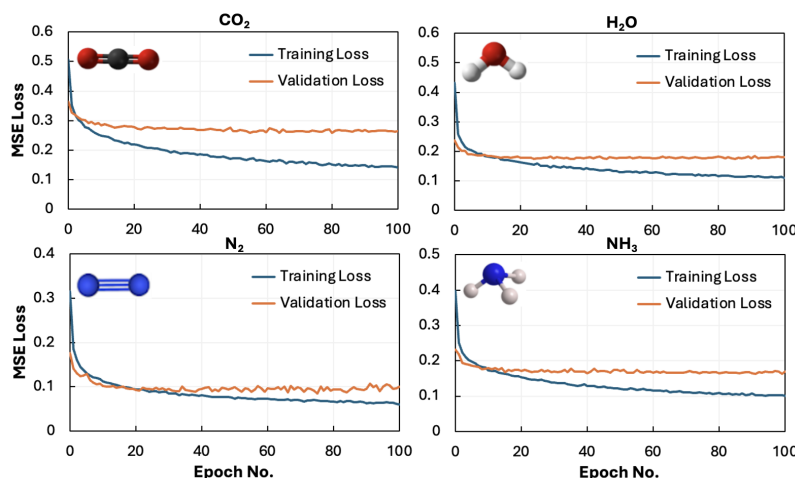 CO₂
0.6
0.5
0.4
0.3
0.2
0.1
0
MSE Loss
Training Loss
Validation Loss
0 20 40 60 80 100
H₂O
0.6
0.5
0.4
0.3
0.2
0.1
0
Training Loss
Validation Loss
0 20 40 60 80 100
N₂
0.4
0.3
0.2
0.1
0
MSE Loss
Training Loss
Validation Loss
0 20 40 60 80 100
Epoch No.
NH₃
0.5
0.4
0.3
0.2
0.1
0
Training Loss
Validation Loss
0 20 40 60 80 100
Epoch No.